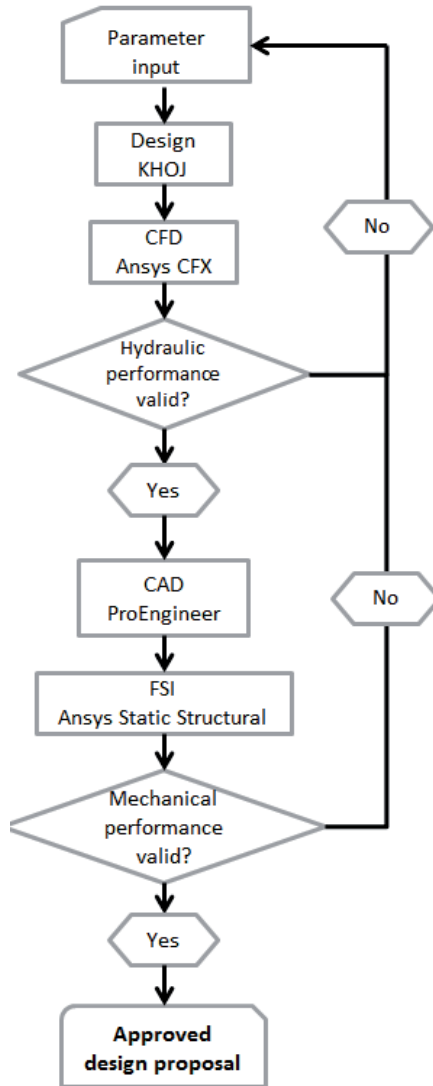 Parameter
input
Design
KHOJ
No
CFD
Ansys CFX
Hydraulic
performance
valid?
Yes
CAD
ProEngineer
No
FSI
Ansys Static Structural
Mechanical
performance
valid?
Yes
Approved
design proposal